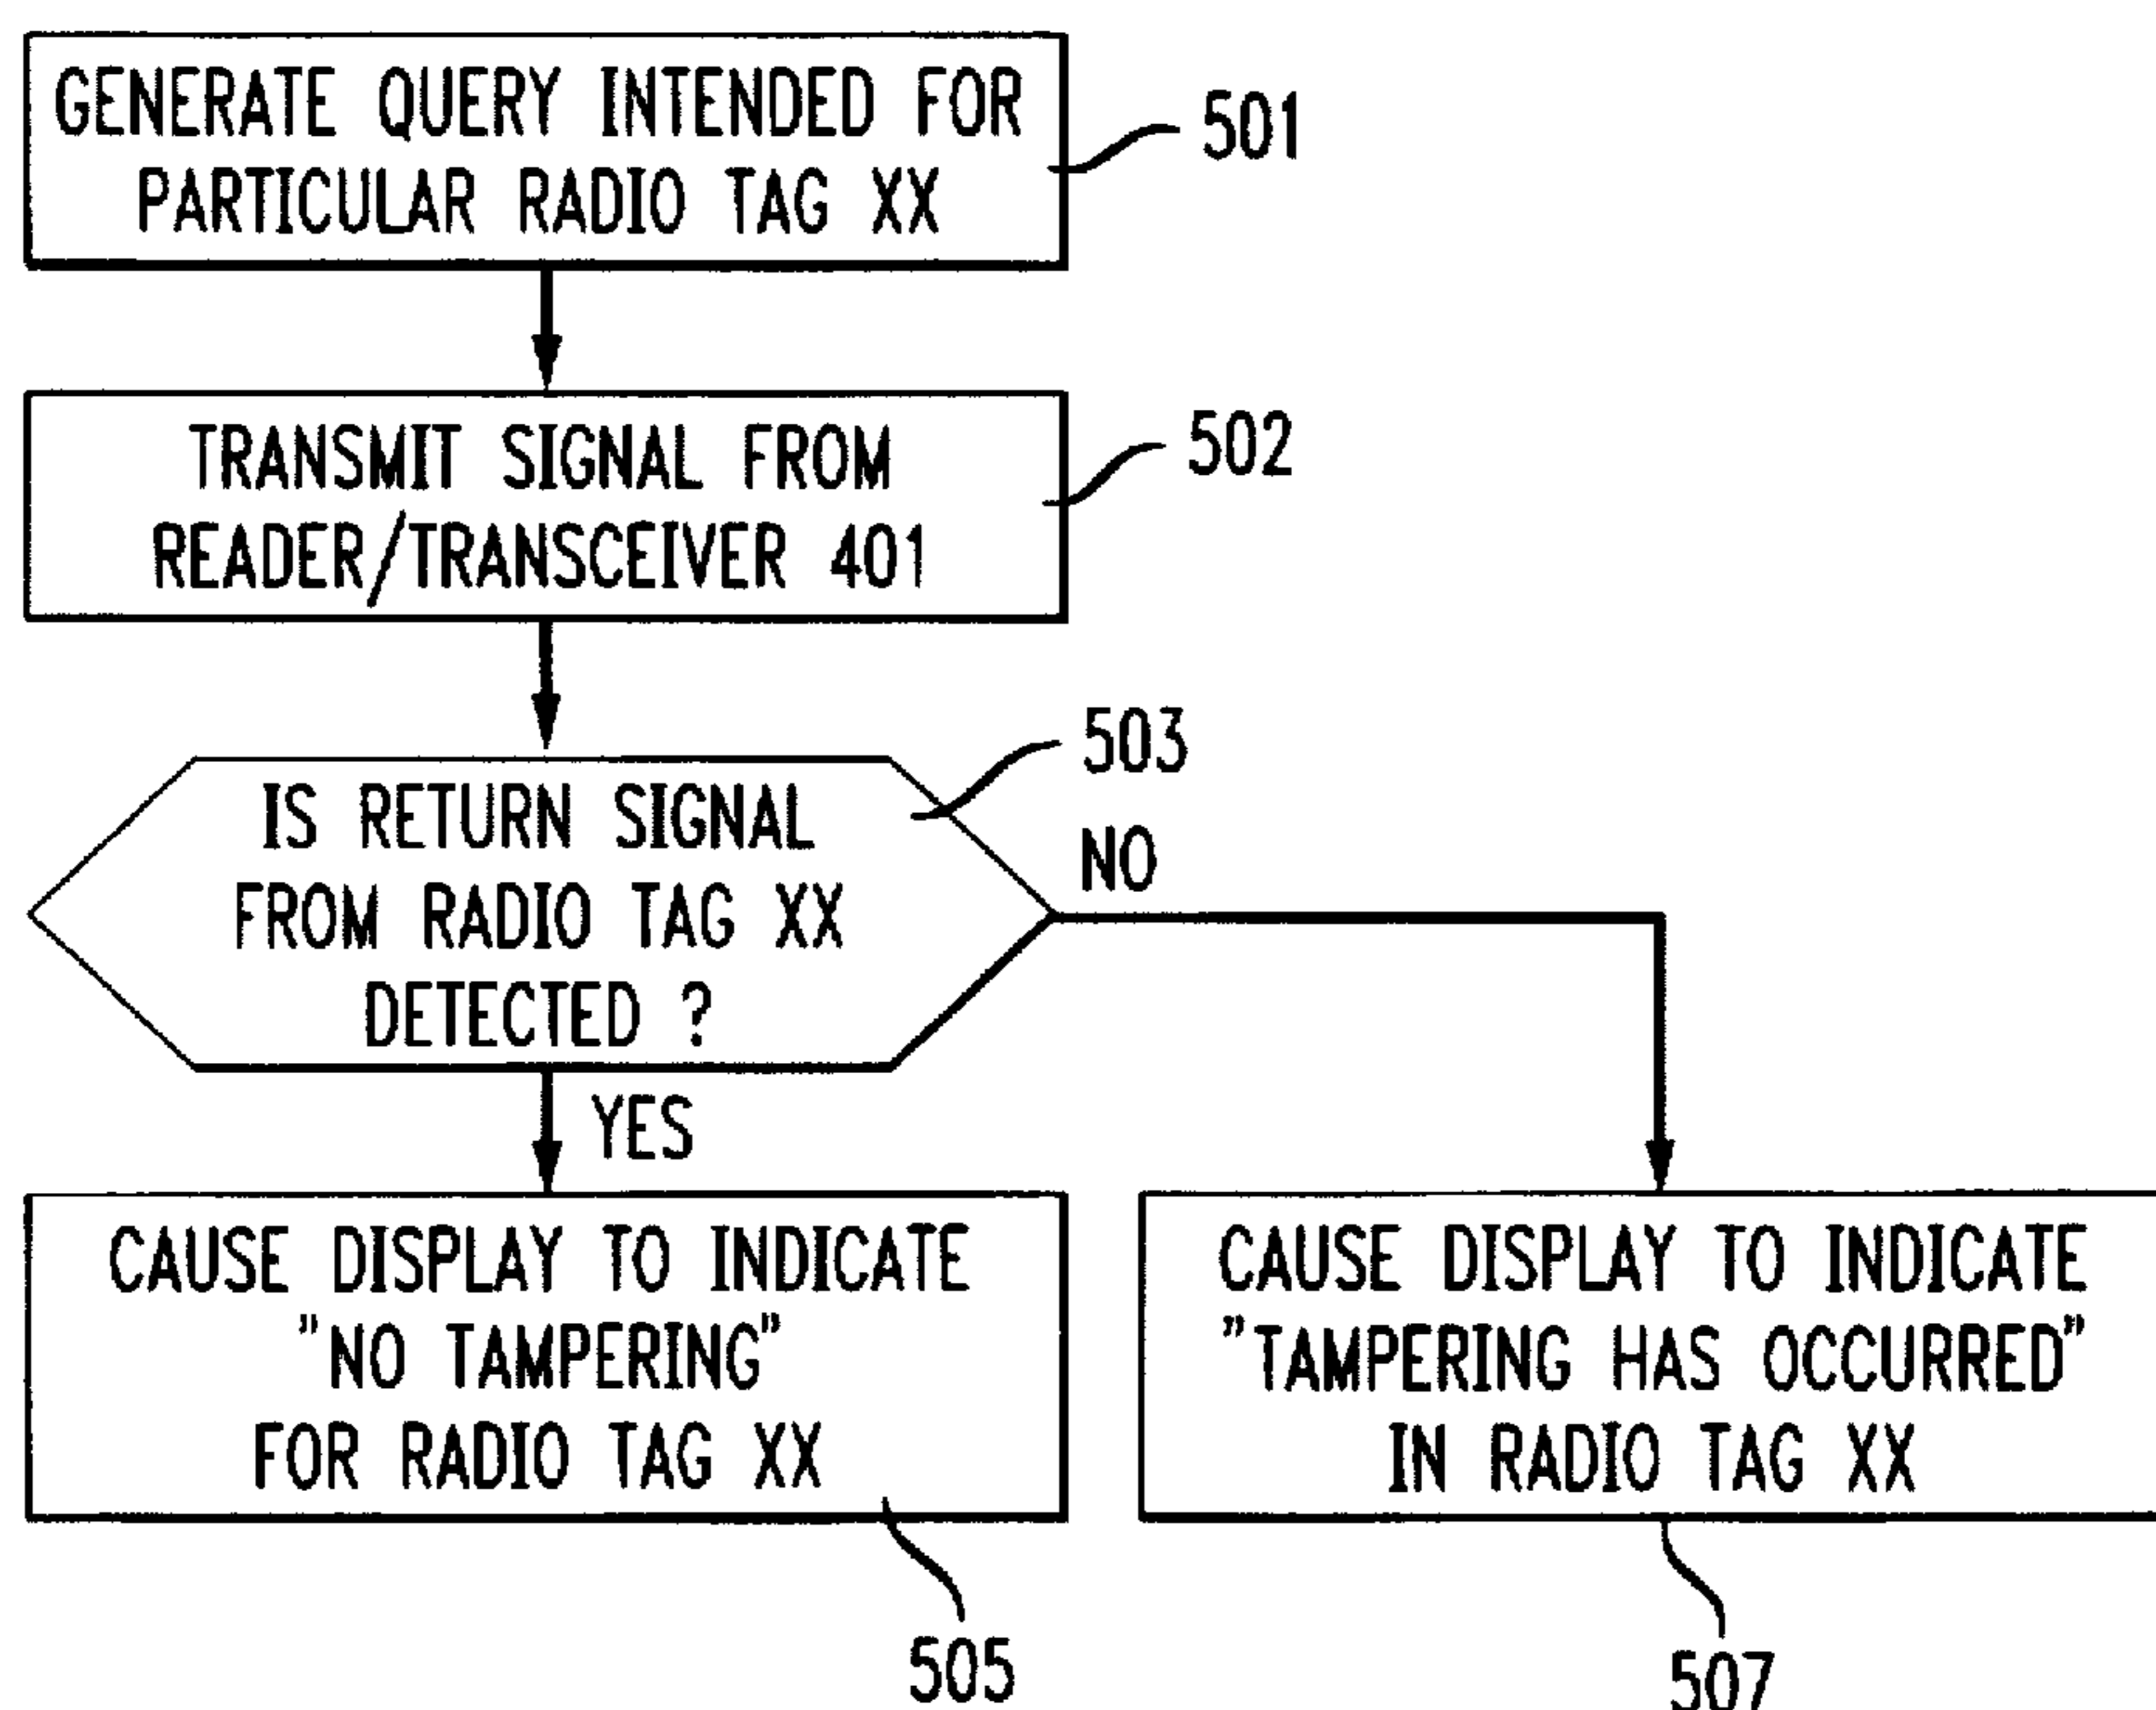 GENERATE QUERY INTENDED FOR
PARTICULAR RADIO TAG XX
501
TRANSMIT SIGNAL FROM
READER/TRANSCEIVER 401
502
503
IS RETURN SIGNAL
FROM RADIO TAG XX
DETECTED ?
NO
YES
CAUSE DISPLAY TO INDICATE
"NO TAMPERING"
FOR RADIO TAG XX
505
CAUSE DISPLAY TO INDICATE
"TAMPERING HAS OCCURRED"
IN RADIO TAG XX
507